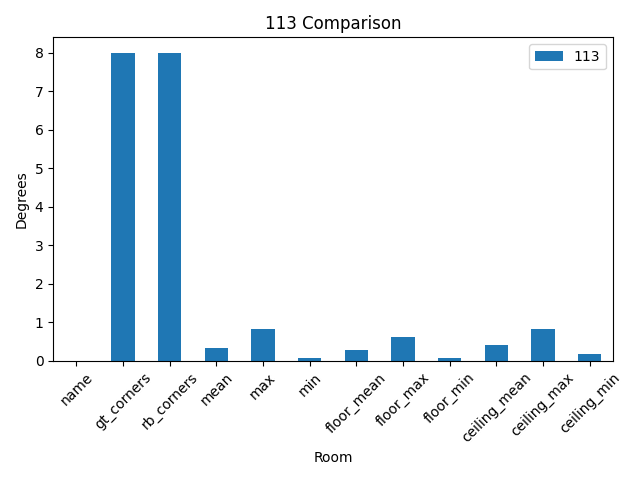 113 Comparison
113
8
7
6
5
4
3
2
1
0
Degrees
name
gt_corners
rb_corners
mean
max
min
floor_mean
floor_max
floor_min
ceiling_mean
ceiling_max
ceiling_min
Room